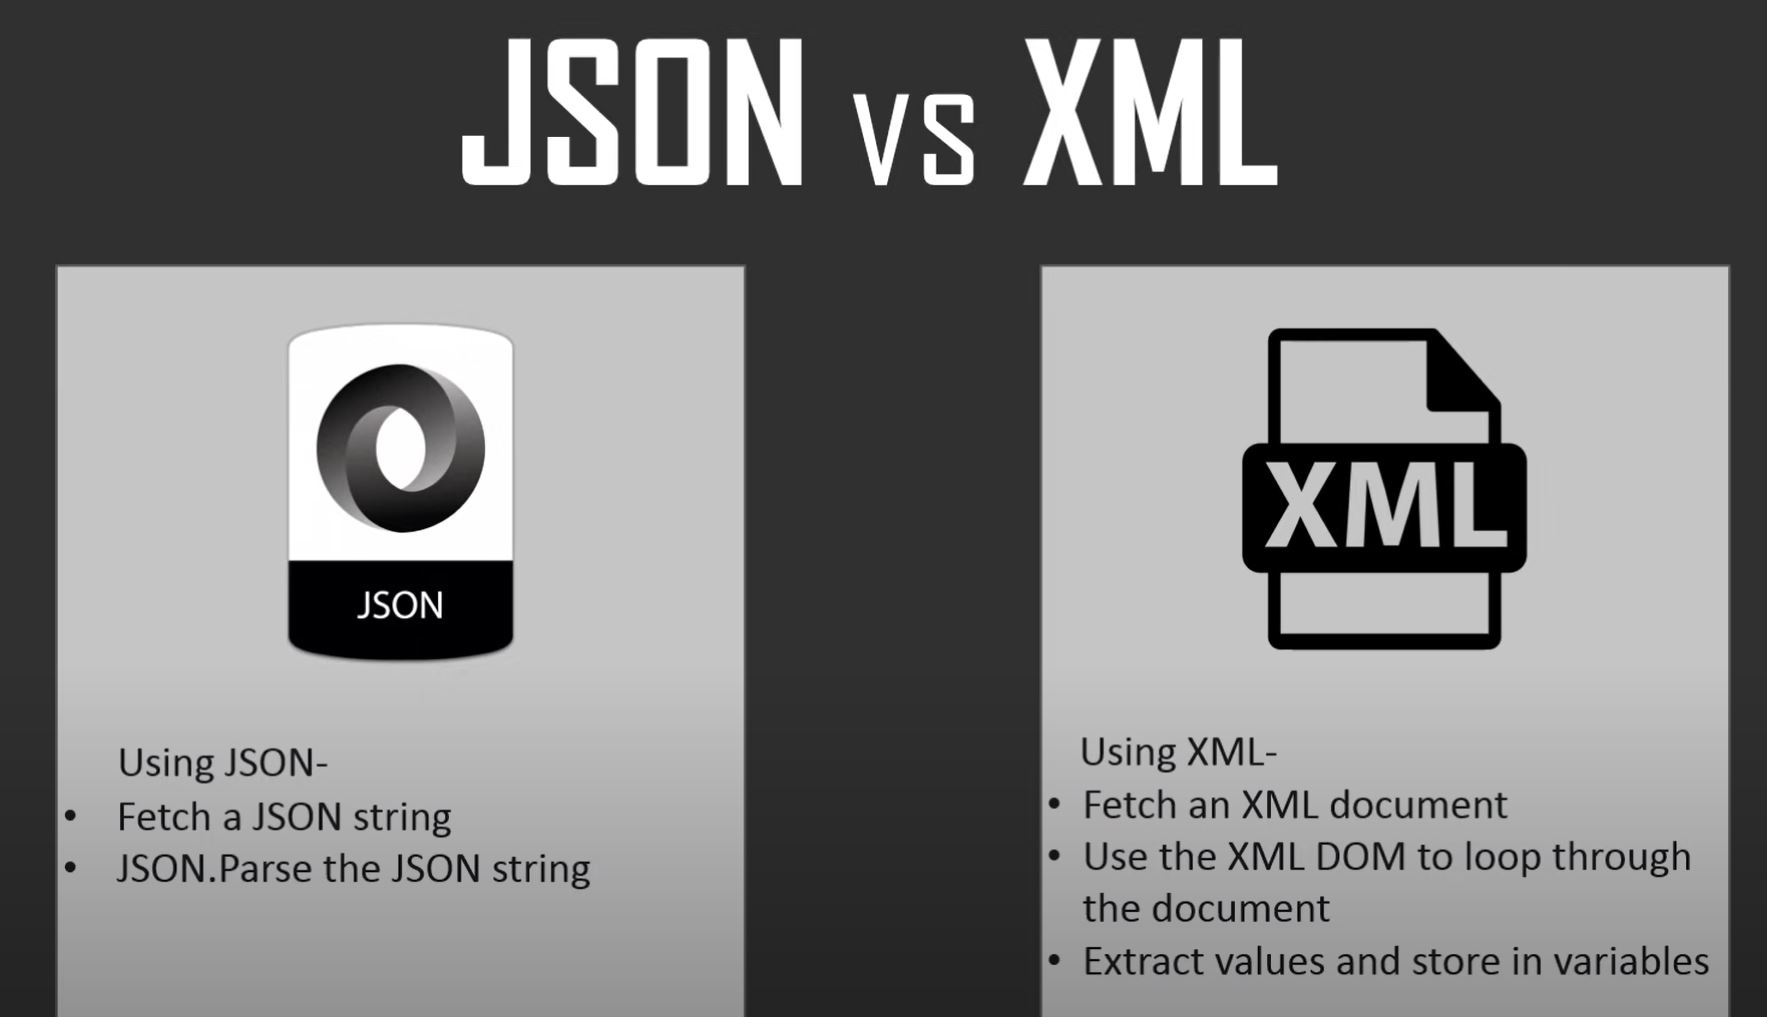 JSON vs XML
JSON
Using JSON-
• Fetch a JSON string
• JSON.Parse the JSON string
XML
Using XML-
• Fetch an XML document
• Use the XML DOM to loop through
the document
• Extract values and store in variables